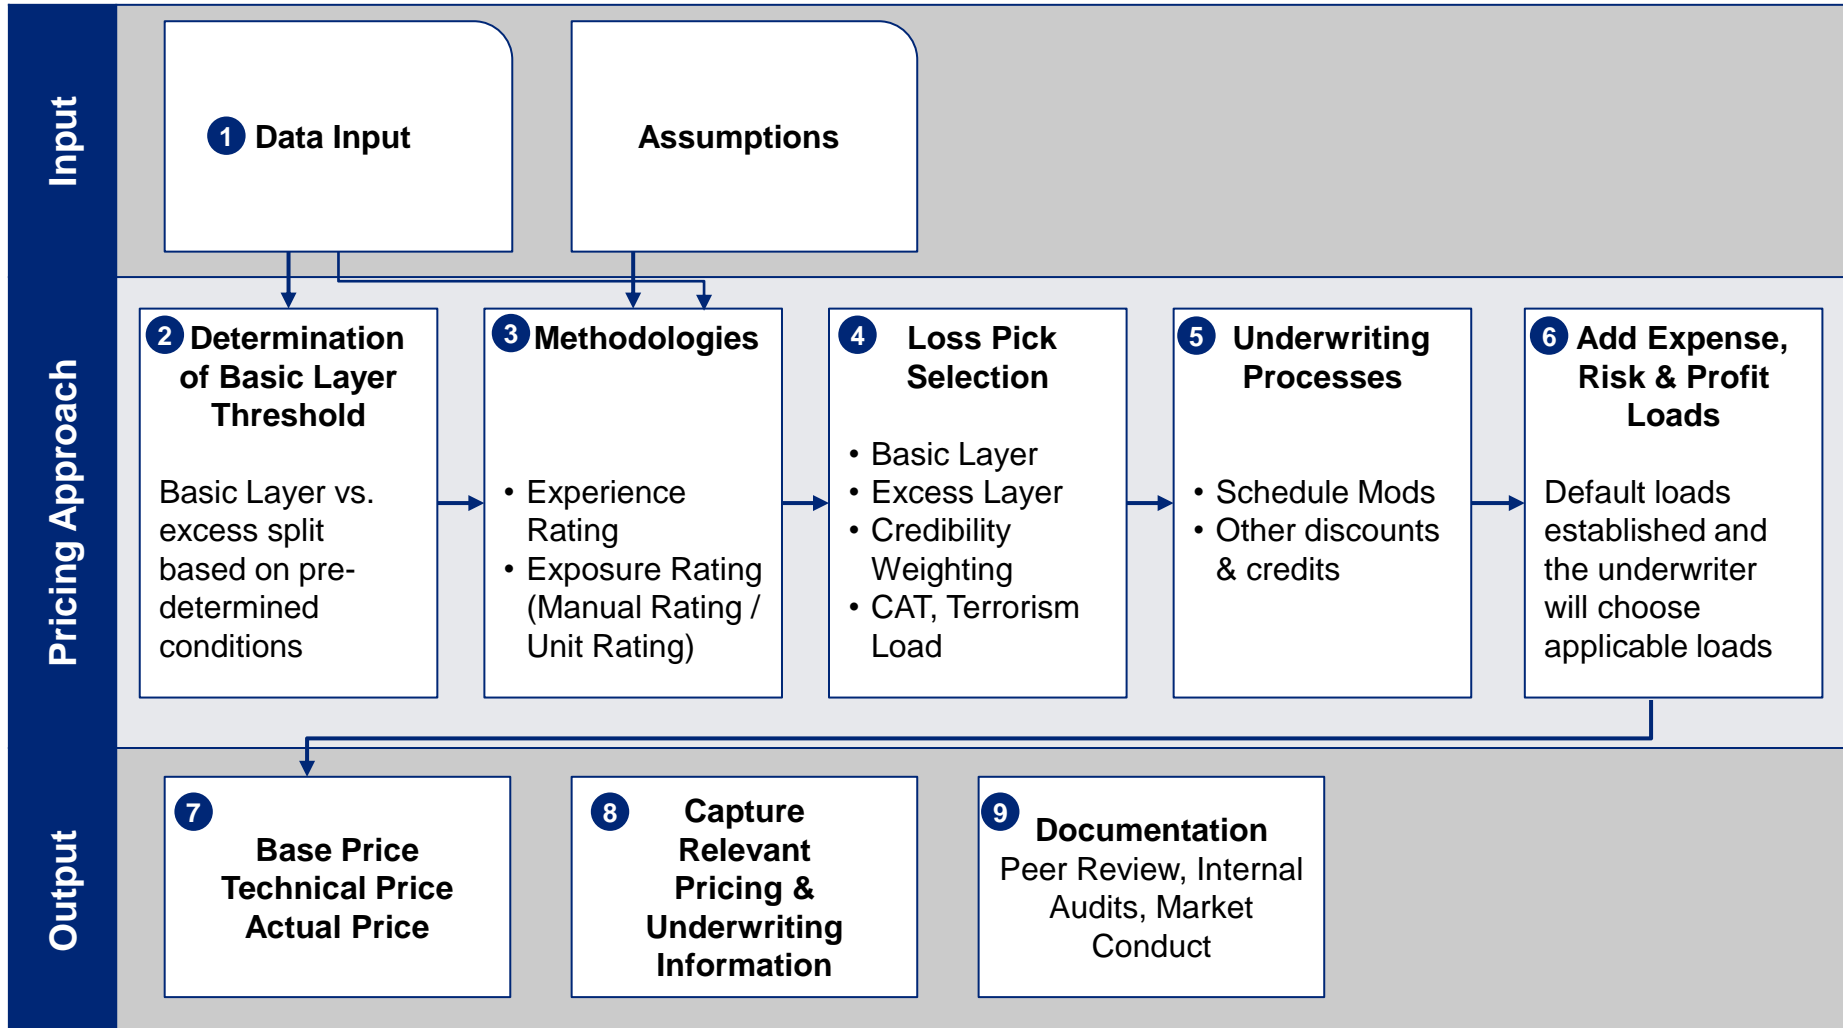 Input
1 Data Input
Assumptions
Pricing Approach
2 Determination
of Basic Layer
Threshold
Basic Layer vs.
excess split
based on pre-
determined
conditions
3 Methodologies
• Experience
Rating
• Exposure Rating
(Manual Rating /
Unit Rating)
4 Loss Pick
Selection
• Basic Layer
• Excess Layer
• Credibility
Weighting
• CAT, Terrorism
Load
5 Underwriting
Processes
• Schedule Mods
• Other discounts
& credits
6 Add Expense,
Risk & Profit
Loads
Default loads
established and
the underwriter
will choose
applicable loads
Output
7
Base Price
Technical Price
Actual Price
8 Capture
Relevant
Pricing &
Underwriting
Information
9
Documentation
Peer Review, Internal
Audits, Market
Conduct